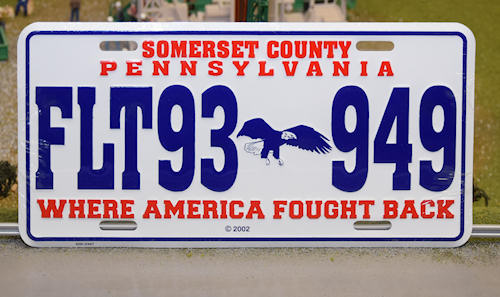 SOMERSET COUNTY
PENNSYLVANIA
FLT93 949
WHERE AMERICA FOUGHT BACK
© 2002